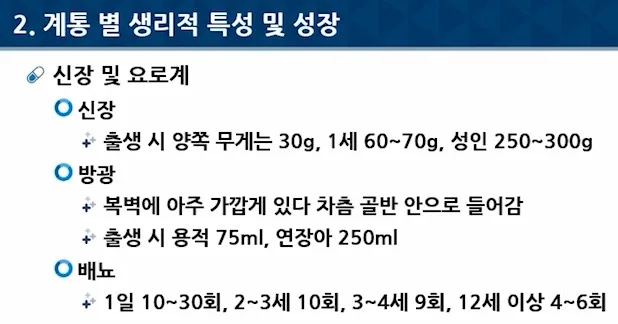 2. 계통 별 생리적 특성 및 성장
신장 및 요로계
신장
출생 시 양쪽 무게는 30g, 1세 60~70g, 성인 250~300g
방광
복벽에 아주 가깝게 있다 차츰 골반 안으로 들어감
출생 시 용적 75ml, 연장아 250ml
배뇨
1일 10~30회, 2~3세 10회, 3~4세 9회, 12세 이상 4~6회